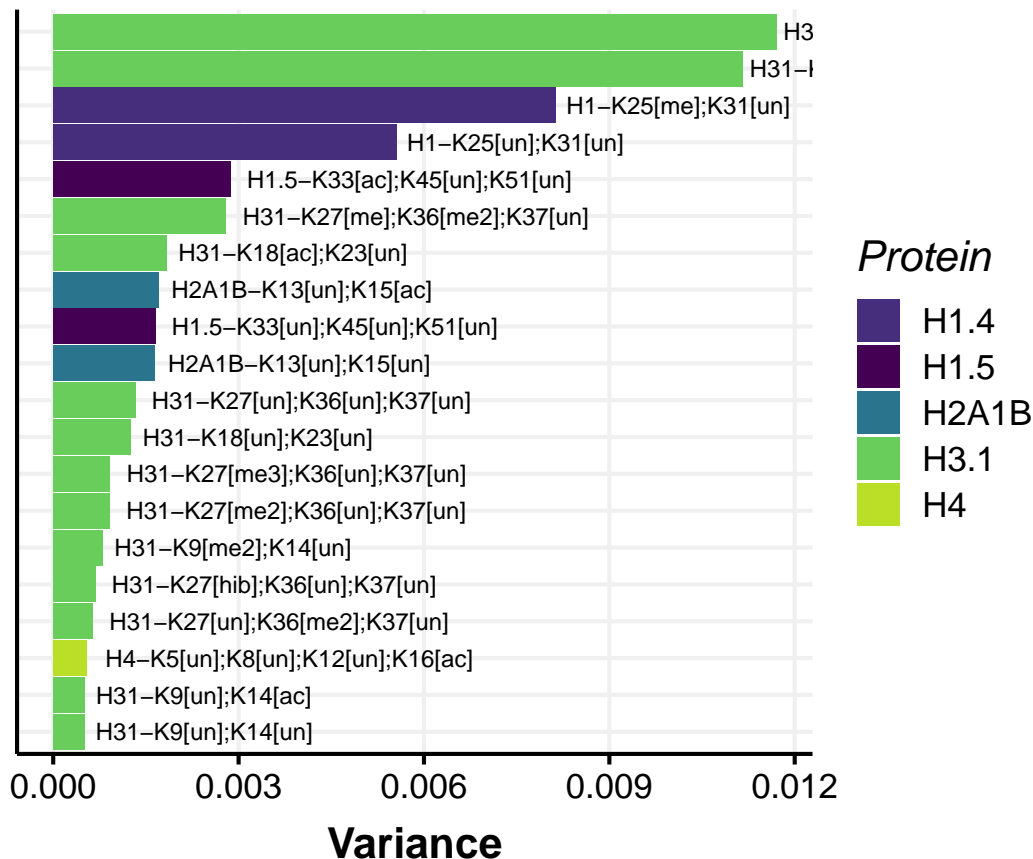 H3
H31−K
H1−K25[me];K31[un]
H1−K25[un];K31[un]
H1.5−K33[ac];K45[un];K51[un]
H31−K27[me];K36[me2];K37[un]
H31−K18[ac];K23[un]
H2A1B−K13[un];K15[ac]
H1.5−K33[un];K45[un];K51[un]
H2A1B−K13[un];K15[un]
H31−K27[un];K36[un];K37[un]
H31−K18[un];K23[un]
H31−K27[me3];K36[un];K37[un]
H31−K27[me2];K36[un];K37[un]
H31−K9[me2];K14[un]
H31−K27[hib];K36[un];K37[un]
H31−K27[un];K36[me2];K37[un]
H4−K5[un];K8[un];K12[un];K16[ac]
H31−K9[un];K14[ac]
H31−K9[un];K14[un]
0.000 0.003 0.006 0.009 0.012
Variance
Protein
H1.4
H1.5
H2A1B
H3.1
H4